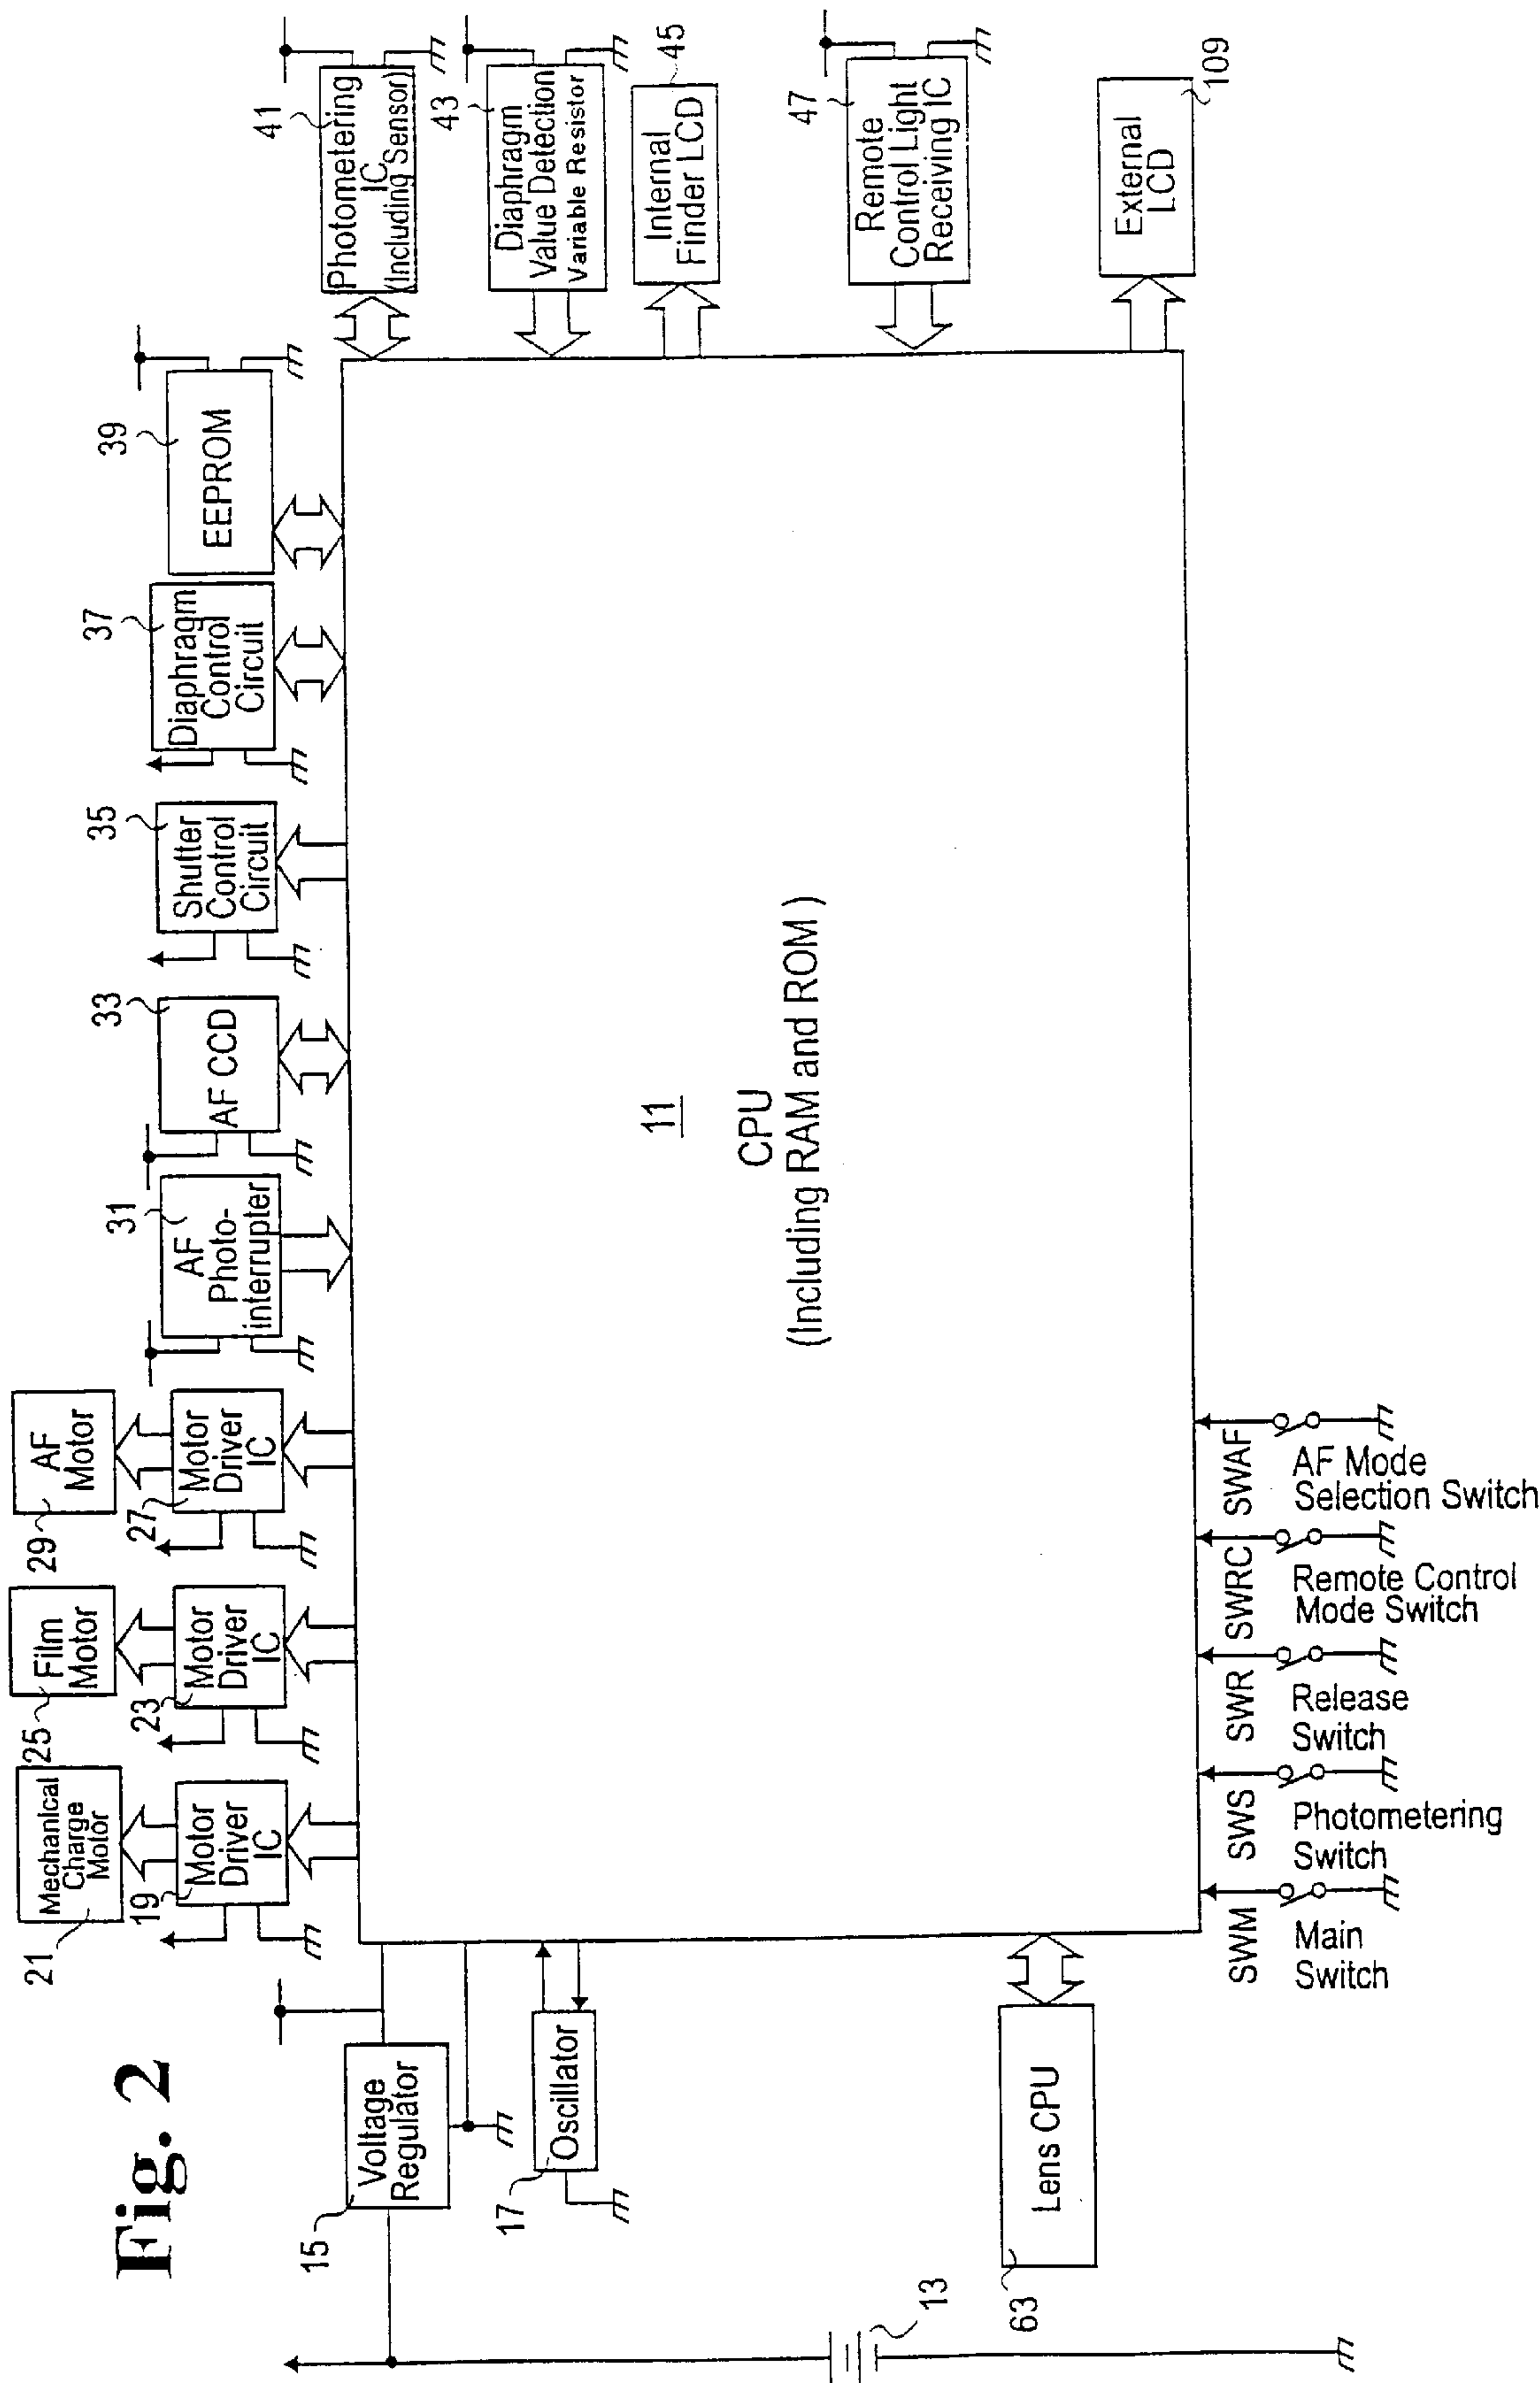 Fig. 2
21
Mechanical
Charge
Motor
25
Film
Motor
29
AF
Motor
19
Motor
Driver
IC
23
Motor
Driver
IC
27
Motor
Driver
IC
31
AF
Photo-
interrupter
33
AF CCD
35
Shutter
Control
Circuit
37
Diaphragm
Control
Circuit
39
EEPROM
41
Photometering
IC
(Including Sensor)
43
Diaphragm
Value Detection
Variable Resistor
45
Internal
Finder LCD
47
Remote
Control Light
Receiving IC
109
External
LCD
15
Voltage
Regulator
17
Oscillator
13
63
Lens CPU
11
CPU
(Including RAM and ROM )
SWM
Main
Switch
SWS
Photometering
Switch
SWR
Release
Switch
SWRC
Remote Control
Mode Switch
SWAF
AF Mode
Selection Switch